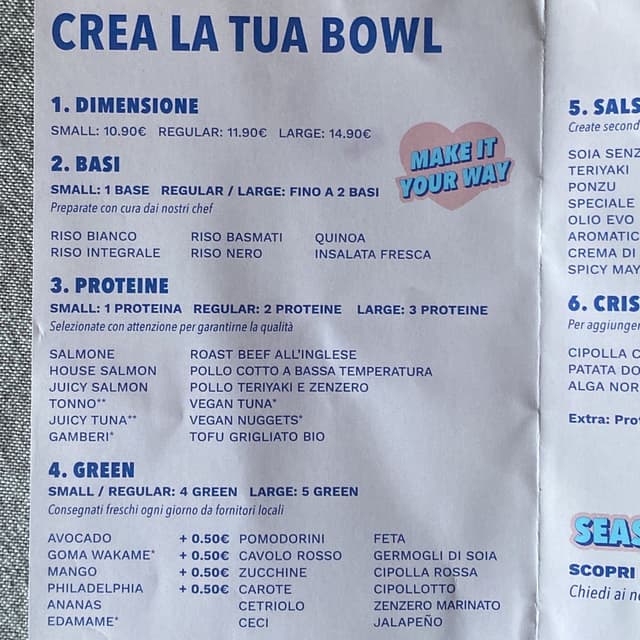 CREA LA TUA BOWL
1. DIMENSIONE
SMALL: 10.90€ REGULAR: 11.90€ LARGE: 14.90€
MAKE IT
YOUR WAY
2. BASI
SMALL: 1 BASE REGULAR / LARGE: FINO A 2 BASI
Preparate con cura dai nostri chef
RISO BIANCO RISO BASMATI QUINOA
RISO INTEGRALE RISO NERO INSALATA FRESCA
3. PROTEINE
SMALL: 1 PROTEINA REGULAR: 2 PROTEINE LARGE: 3 PROTEINE
Selezionate con attenzione per garantirne la qualità
SALMONE ROAST BEEF ALL'INGLESE
HOUSE SALMON POLLO COTTO A BASSA TEMPERATURA
JUICY SALMON POLLO TERIYAKI E ZENZERO
TONNO** VEGAN TUNA*
JUICY TUNA** VEGAN NUGGETS*
GAMBERI* TOFU GRIGLIATO BIO
4. GREEN
SMALL / REGULAR: 4 GREEN LARGE: 5 GREEN
Consegnati freschi ogni giorno da fornitori locali
AVOCADO + 0.50€ POMODORINI FETA
GOMA WAKAME* + 0.50€ CAVOLO ROSSO GERMOGLI DI SOIA
MANGO + 0.50€ ZUCCHINE CIPOLLA ROSSA
PHILADELPHIA + 0.50€ CAROTE CIPOLLOTTO
ANANAS CETRIOLO ZENZERO MARINATO
EDAMAME* CECI JALAPEÑO
5. SALS
Create second
SOIA SENZ
TERIYAKI
PONZU
SPECIALE
OLIO EVO
AROMATIC
CREMA DI
SPICY MAY
6. CRIS
Per aggiunger
CIPOLLA C
PATATA DO
ALGA NOR
Extra: Pro
SEAS
SCOPRI
Chiedi ai n